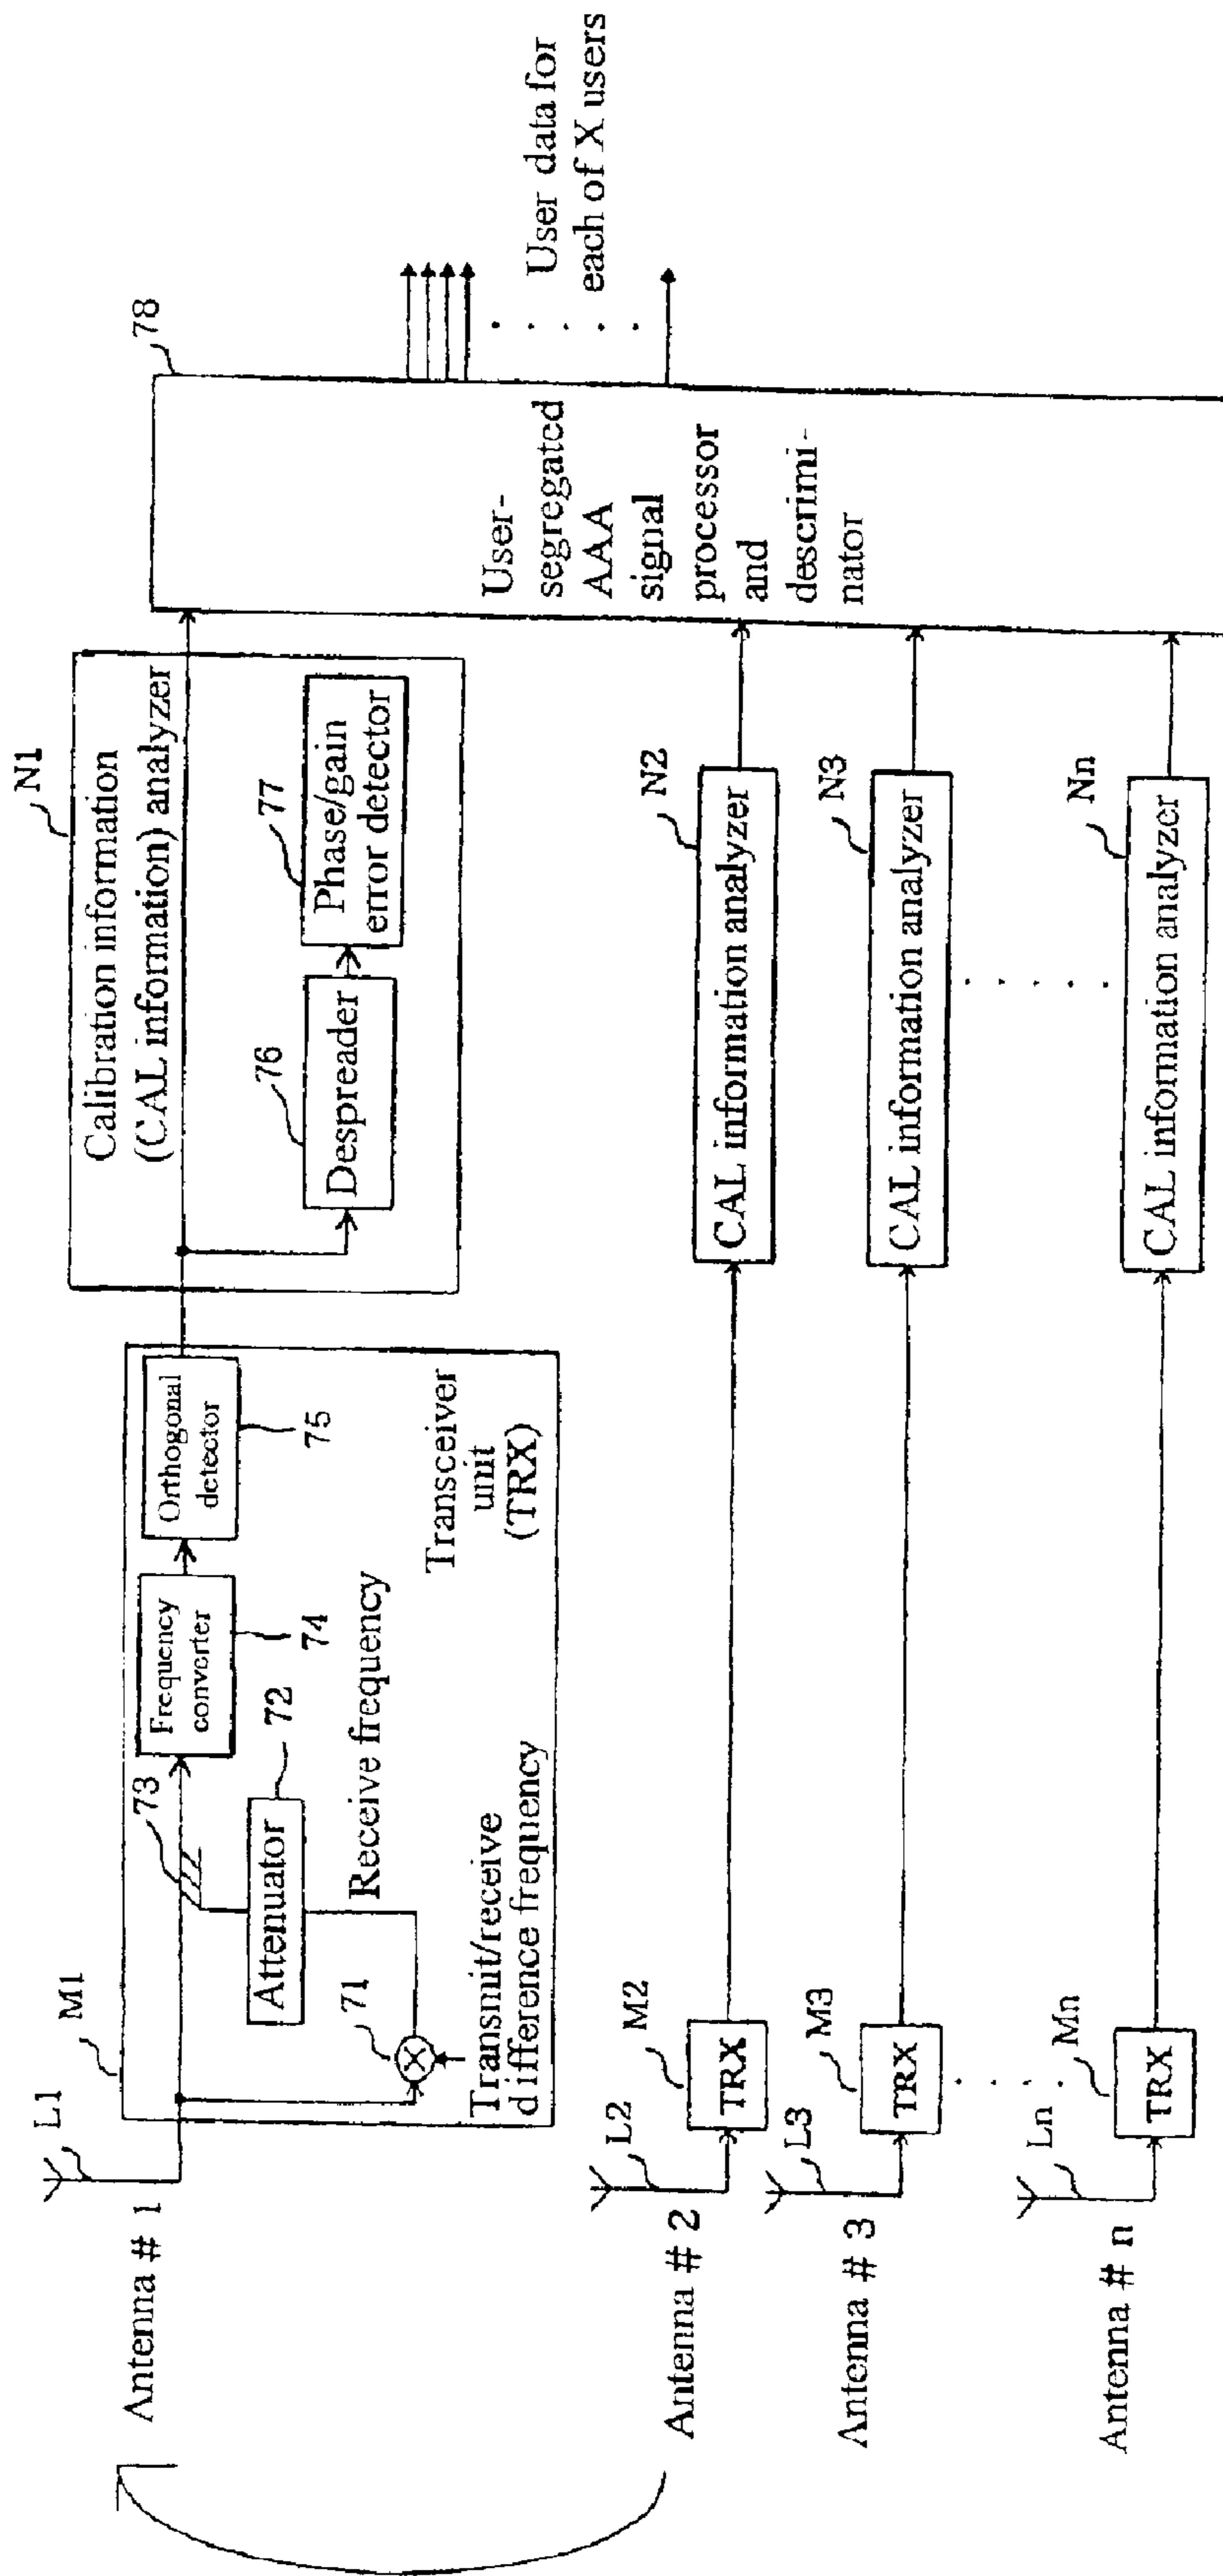 Antenna # 1
L1
M1
73
Frequency
converter
74
Orthogonal
detector
75
Attenuator
72
Receive frequency
71
Transmit/receive
difference frequency
Transceiver
unit
(TRX)
N1
Calibration information
(CAL information) analyzer
76
Despreader
77
Phase/gain
error detector
78
User-
segregated
AAA
signal
processor
and
descrimi-
nator
User data for
each of X users
Antenna # 2
L2
M2
TRX
N2
CAL information analyzer
Antenna # 3
L3
M3
TRX
N3
CAL information analyzer
Antenna # n
Ln
Mn
TRX
Nn
CAL information analyzer